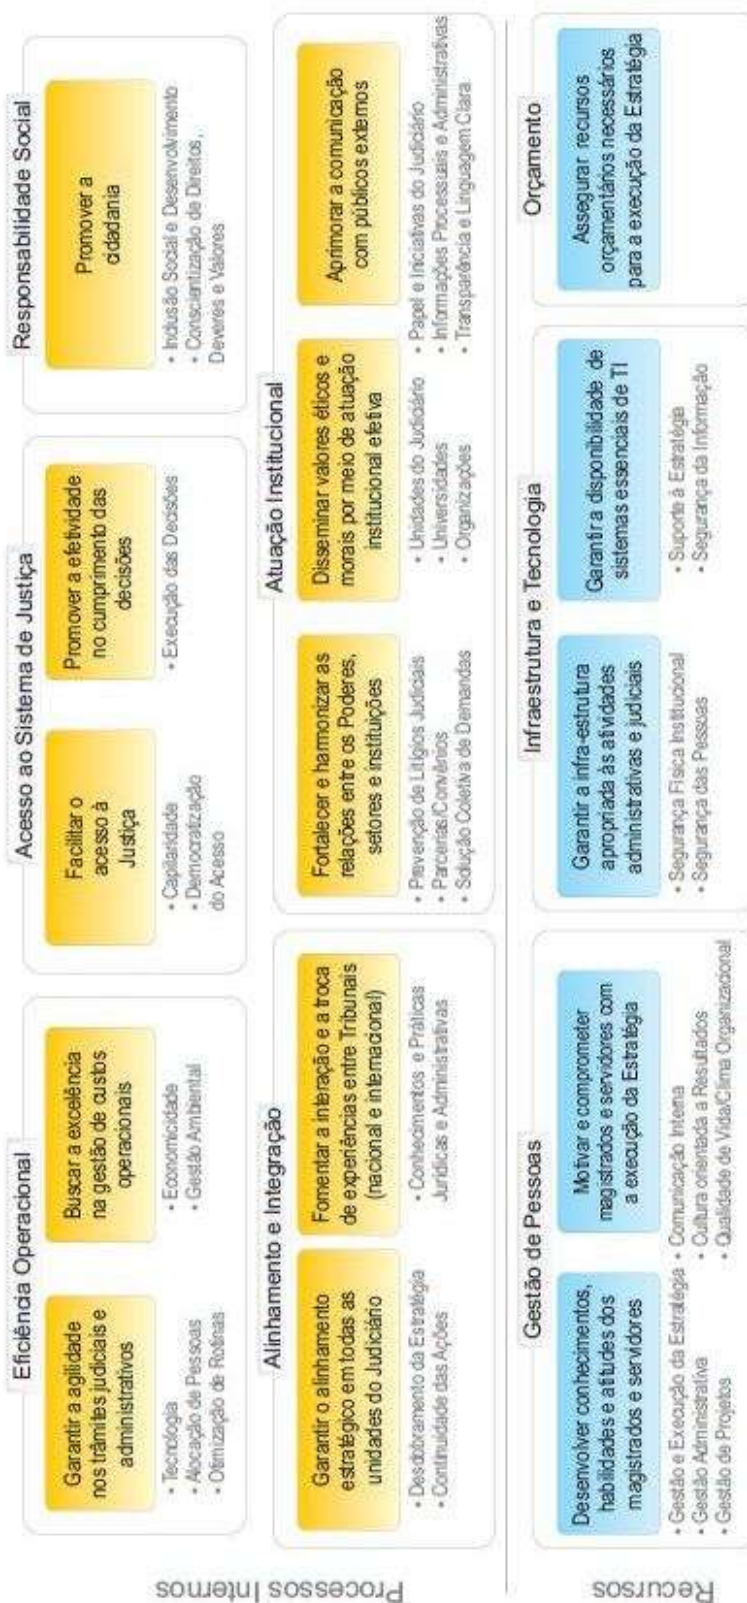 Processos Internos
Eficiência Operacional
Garantir a agilidade
nos trâmites judiciais e
administrativos
• Tecnologia
• Alocação de Pessoas
• Otimização de Rotinas
Buscar a excelência
na gestão de custos
operacionais
• Economicidade
• Gestão Ambiental
Acesso ao Sistema de Justiça
Facilitar o
acesso à
Justiça
• Capilaridade
• Democratização
do Acesso
Promover a efetividade
no cumprimento das
decisões
• Execução das Decisões
Responsabilidade Social
Promover a
cidadania
• Inclusão Social e Desenvolvimento
• Conscientização de Direitos,
Deveres e Valores
Alinhamento e Integração
Garantir o alinhamento
estratégico em todas as
unidades do Judiciário
• Desdobramento da Estratégia
• Continuidade das Ações
Fomentar a interação e a troca
de experiências entre Tribunais
(nacional e internacional)
• Conhecimentos e Práticas
Jurídicas e Administrativas
Atuação Institucional
Fortalecer e harmonizar as
relações entre os Poderes,
setores e instituições
• Prevenção de Litígios Judiciais
• Parcerias/Convênios
• Solução Coletiva de Demandas
Disseminar valores éticos e
morais por meio de atuação
institucional efetiva
• Unidades do Judiciário
• Universidades
• Organizações
Aprimorar a comunicação
com públicos externos
• Papel e Iniciativas do Judiciário
• Informações Processuais e Administrativas
• Transparência e Linguagem Clara
Recursos
Gestão de Pessoas
Desenvolver conhecimentos,
habilidades e atitudes dos
magistrados e servidores
• Gestão e Execução da Estratégia
• Gestão Administrativa
• Gestão de Projetos
Motivar e comprometer
magistrados e servidores com
a execução da Estratégia
• Comunicação Interna
• Cultura orientada a Resultados
• Qualidade de Vida/Clima Organizacional
Infraestrutura e Tecnologia
Garantir a infra-estrutura
apropriada às atividades
administrativas e judiciais
• Segurança Física Institucional
• Segurança das Pessoas
Garantir a disponibilidade de
sistemas essenciais de TI
• Suporte à Estratégia
• Segurança da Informação
Orçamento
Assegurar recursos
orçamentários necessários
para a execução da Estratégia